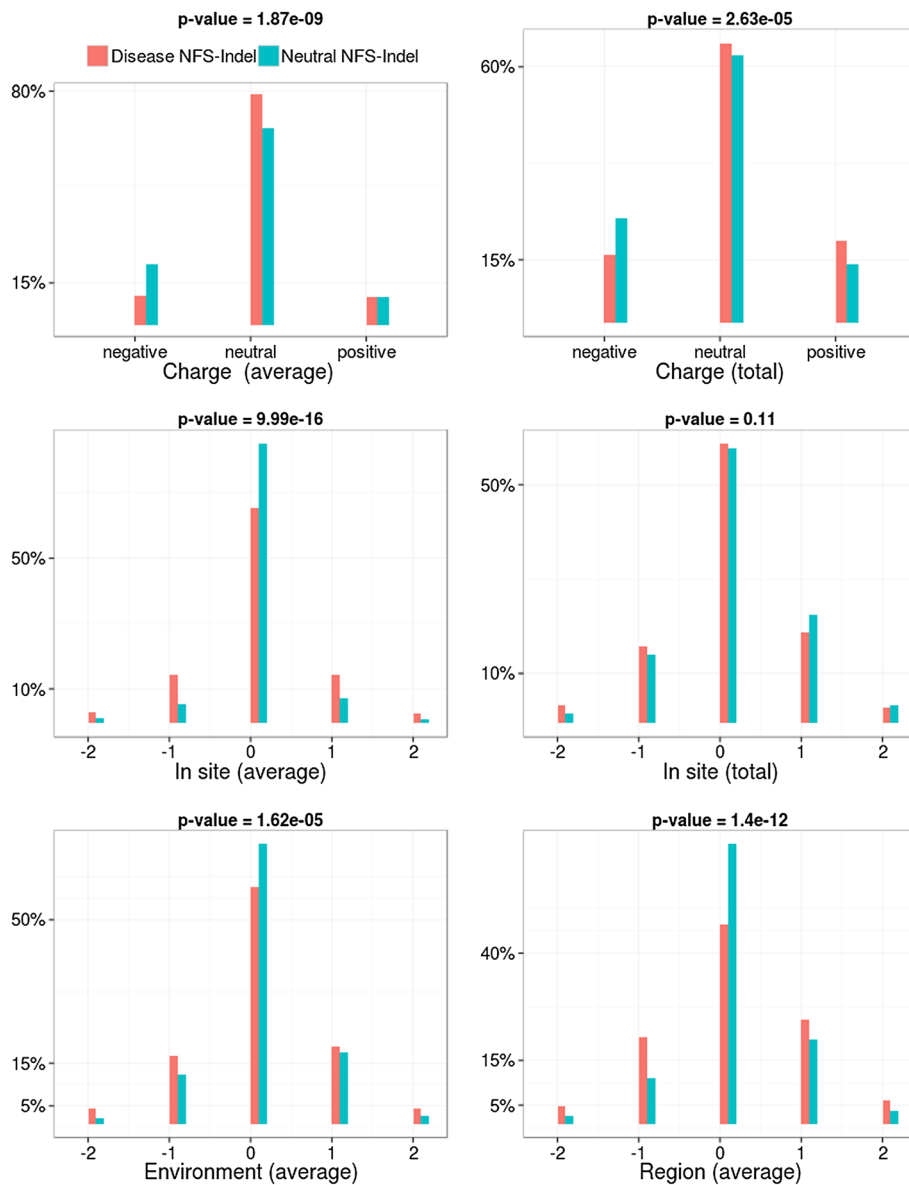 p-value = 1.87e-09
Disease NFS-Indel Neutral NFS-Indel
80%
15%
negative neutral positive
Charge (average)
p-value = 2.63e-05
60%
15%
negative neutral positive
Charge (total)
p-value = 9.99e-16
50%
10%
-2 -1 0 1 2
In site (average)
p-value = 0.11
50%
10%
-2 -1 0 1 2
In site (total)
p-value = 1.62e-05
50%
15%
5%
-2 -1 0 1 2
Environment (average)
p-value = 1.4e-12
40%
15%
5%
-2 -1 0 1 2
Region (average)